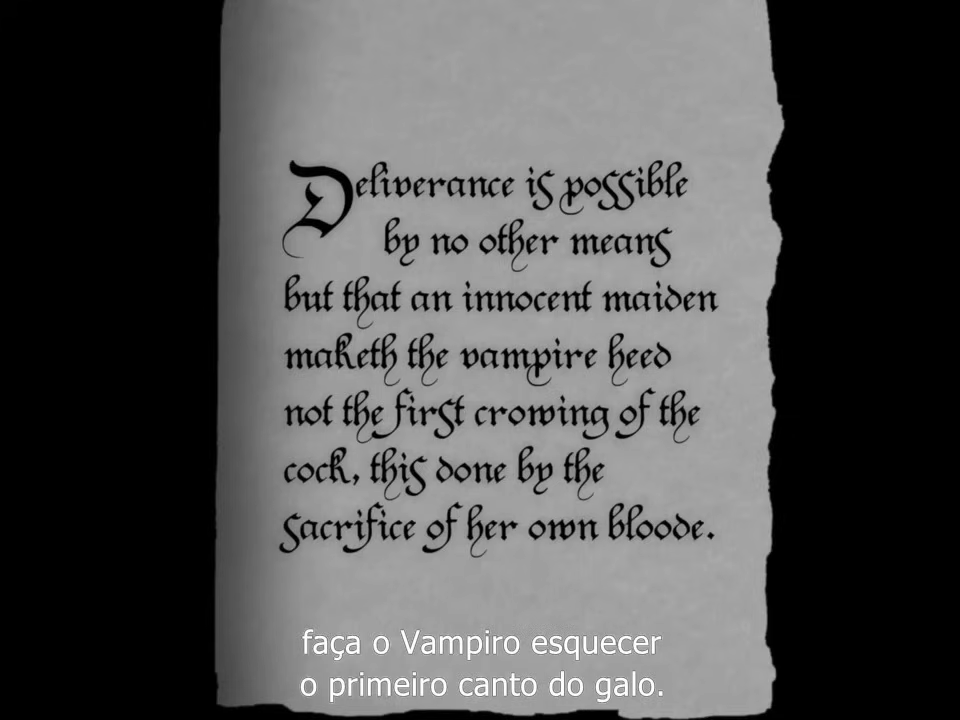 Deliverance is possible
by no other means
but that an innocent maiden
maketh the vampire heed
not the first crowing of the
cock, this done by the
sacrifice of her own bloode.
faça o Vampiro esquecer
o primeiro canto do galo.